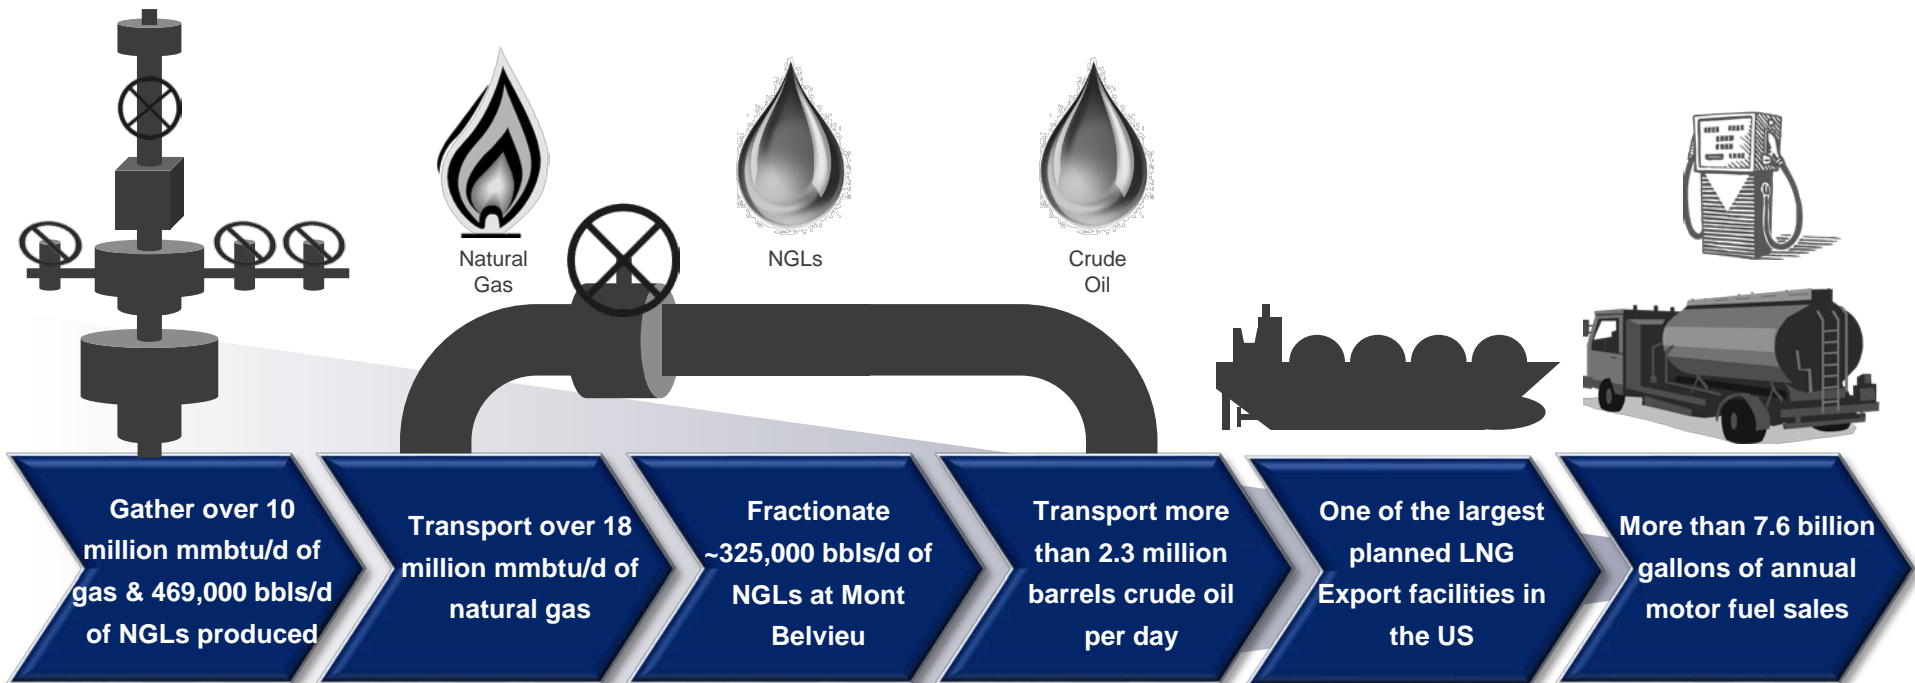 Natural
Gas
NGLs
Crude
Oil
Gather over 10
million mmbtu/d of
gas & 469,000 bbls/d
of NGLs produced
Transport over 18
million mmbtu/d of
natural gas
Fractionate
~325,000 bbls/d of
NGLs at Mont
Belvieu
Transport more
than 2.3 million
barrels crude oil
per day
One of the largest
planned LNG
Export facilities in
the US
More than 7.6 billion
gallons of annual
motor fuel sales